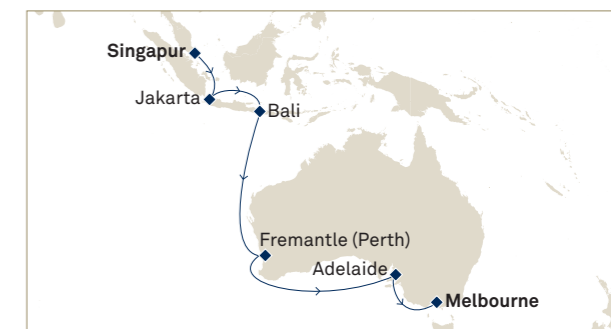 Singapur
Jakarta
Bali
Fremantle (Perth)
Adelaide
Melbourne